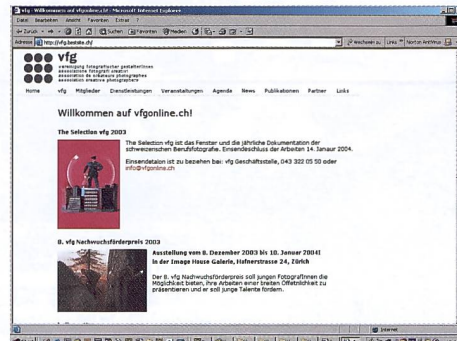 vfg - Willkommen auf vfgonline.ch! - Microsoft Internet Explorer
Datei Bearbeiten Ansicht Favoriten Extras ?
Zurück Suchen Favoriten Medien
Adresse http://vfg.bestsite.ch/ Wechseln zu Links Norton AntiVirus
vfg
vereinigung fotografischer gestalterInnen
associazione fotografi creativi
association de créateurs photographes
association creative photographers
Home vfg Mitglieder Dienstleistungen Veranstaltungen Agenda News Publikationen Partner Links
Willkommen auf vfgonline.ch!
The Selection vfg 2003
The Selection vfg ist das Fenster und die jährliche Dokumentation der
schweizerischen Berufsfotografie. Einsendeschluss der Arbeiten 14. Januar 2004.
Einsendetalon ist zu beziehen bei: vfg Geschäftsstelle, 043 322 05 50 oder
info@vfgonline.ch
8. vfg Nachwuchsförderpreis 2003
Ausstellung vom 8. Dezember 2003 bis 10. Januar 2004!
in der Image House Galerie, Hafnerstrasse 24, Zürich
Der 8. vfg Nachwuchsförderpreis soll jungen FotografInnen die
Möglichkeit bieten, ihre Arbeiten einer breiten Öffentlichkeit zu
präsentieren und er soll junge Talente fördern.
Internet